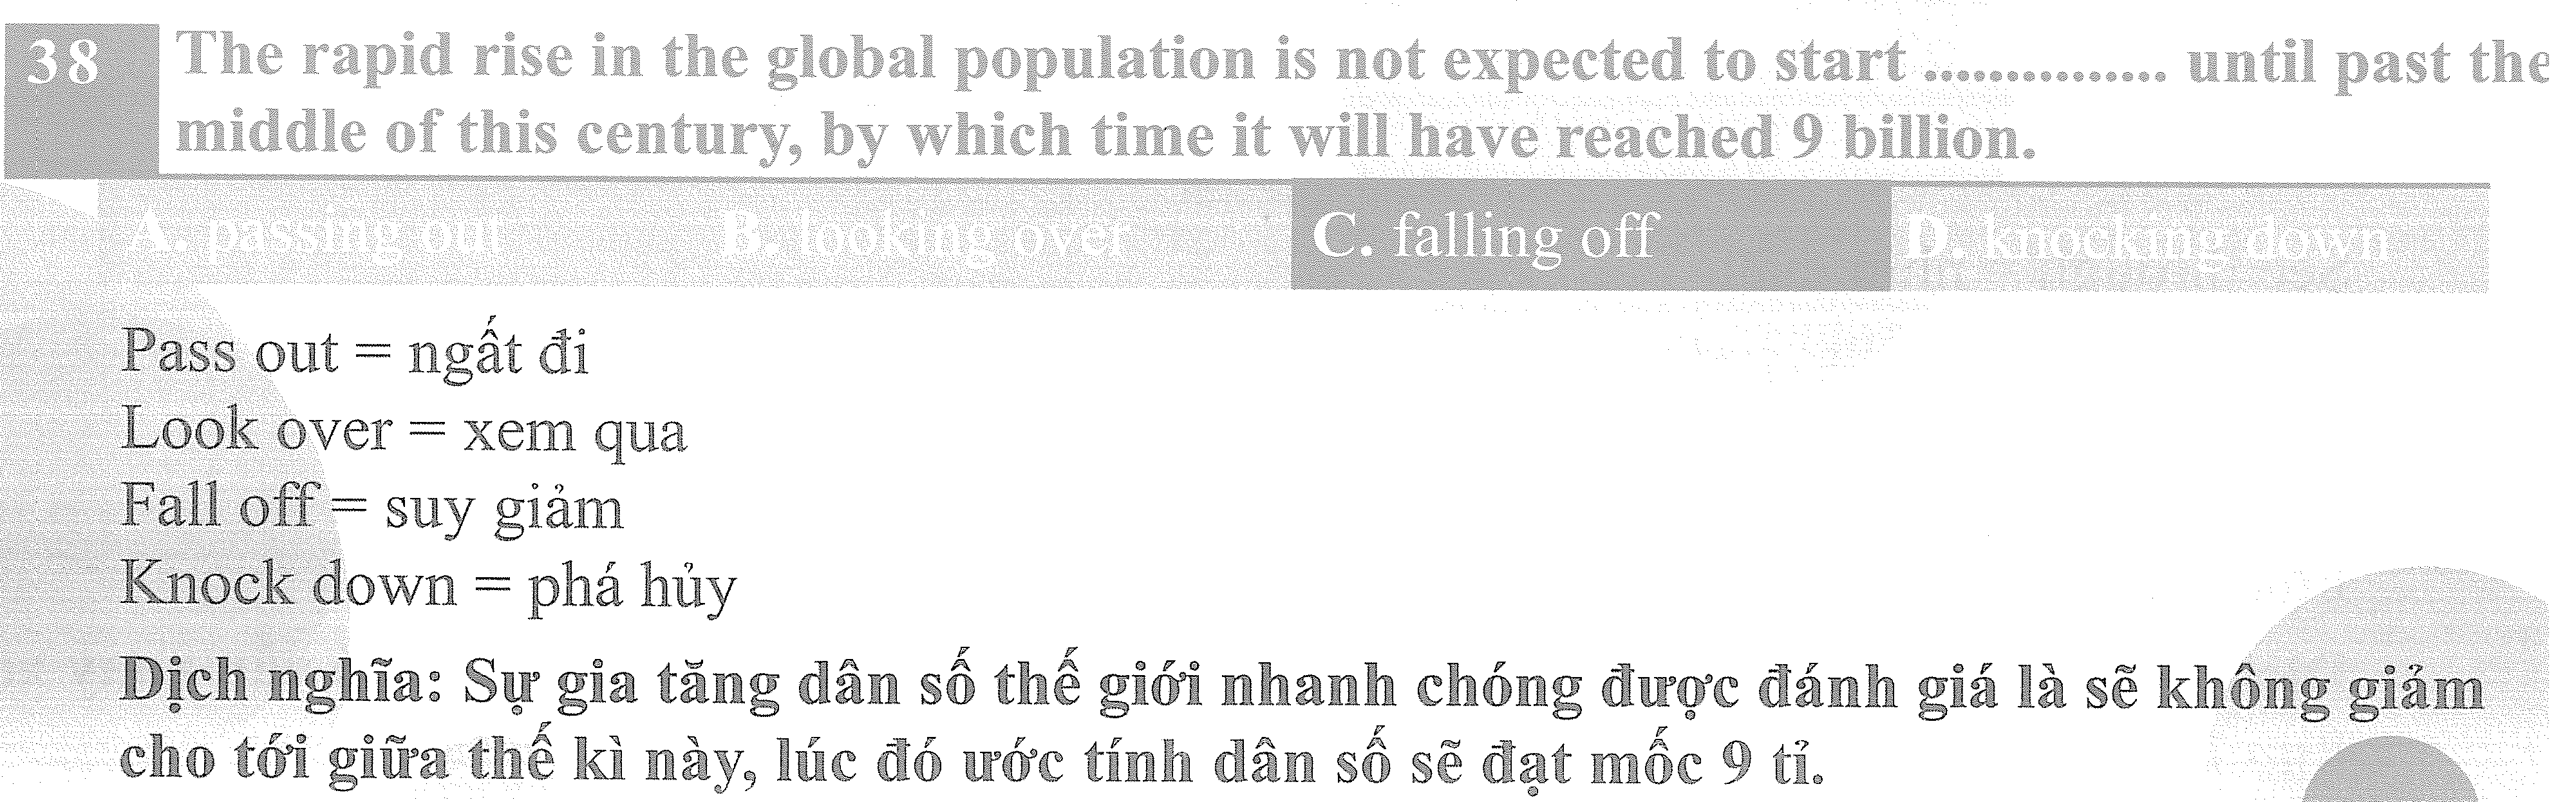 38 The rapid rise in the global population is not expected to start .............. until past the
middle of this century, by which time it will have reached 9 billion.
A. passing out B. looking over C. falling off D. knocking down
Pass out = ngất đi
Look over = xem qua
Fall off = suy giảm
Knock down = phá hủy
Dịch nghĩa: Sự gia tăng dân số thế giới nhanh chóng được đánh giá là sẽ không giảm
cho tới giữa thế kì này, lúc đó ước tính dân số sẽ đạt mốc 9 tỉ.